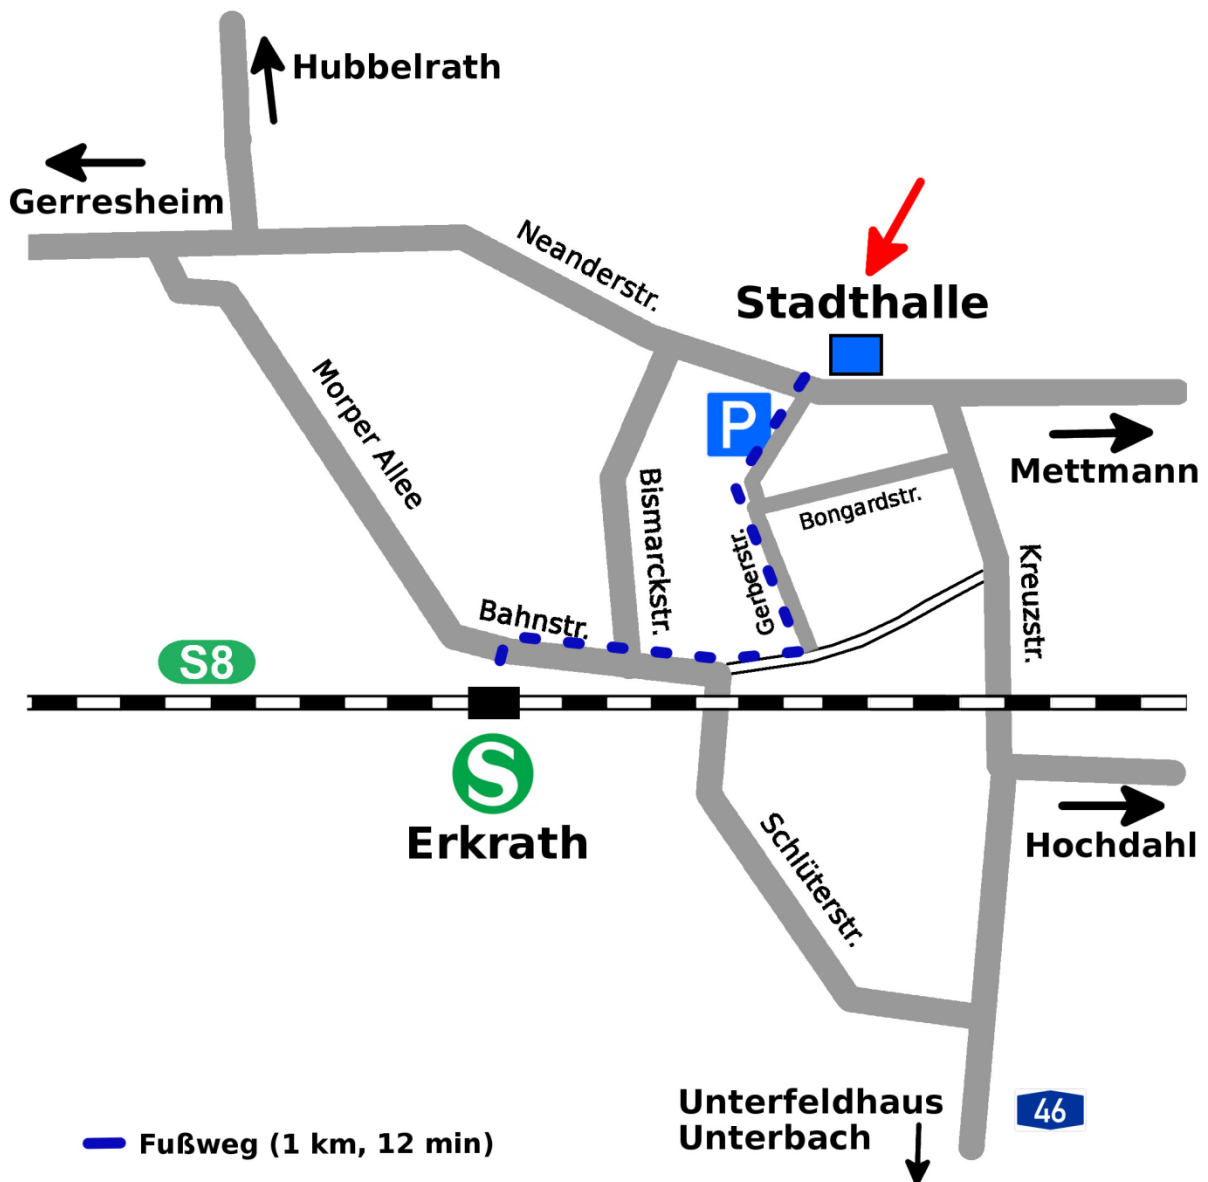 Hubbelrath
Gerresheim
Neanderstr.
Stadthalle
P
Morper Allee
Mettmann
Bismarckstr.
Bongardstr.
Gerberstr.
Kreuzstr.
Bahnstr.
S8
S
Erkrath
Schlüterstr.
Hochdahl
Unterfeldhaus
Unterbach
46
Fußweg (1 km, 12 min)